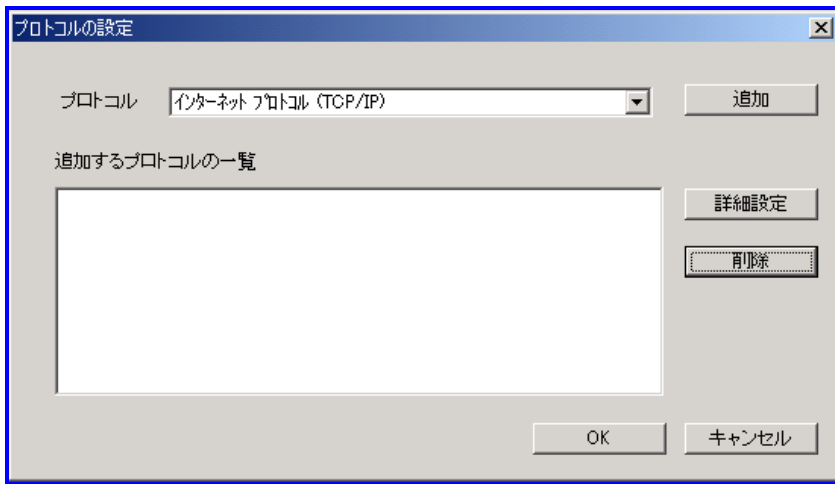 プロトコルの設定
プロトコル インターネット プロトコル (TCP/IP) 追加
追加するプロトコルの一覧
詳細設定
削除
OK キャンセル